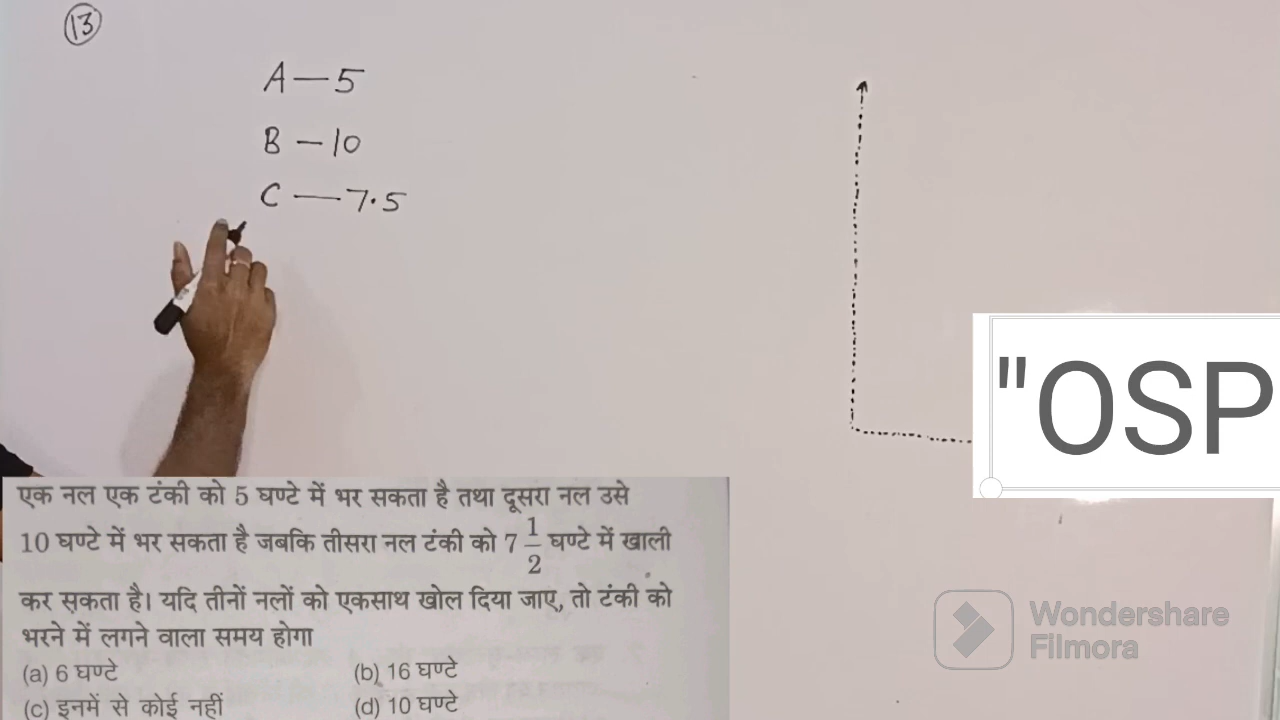 13
A — 5
B — 10
C — 7.5
"OSP
एक नल एक टंकी को 5 घण्टे में भर सकता है तथा दूसरा नल उसे
10 घण्टे में भर सकता है जबकि तीसरा नल टंकी को 7 1/2 घण्टे में खाली
कर सकता है। यदि तीनों नलों को एकसाथ खोल दिया जाए, तो टंकी को
भरने में लगने वाला समय होगा
(a) 6 घण्टे (b) 16 घण्टे
(c) इनमें से कोई नहीं (d) 10 घण्टे
Wondershare
Filmora